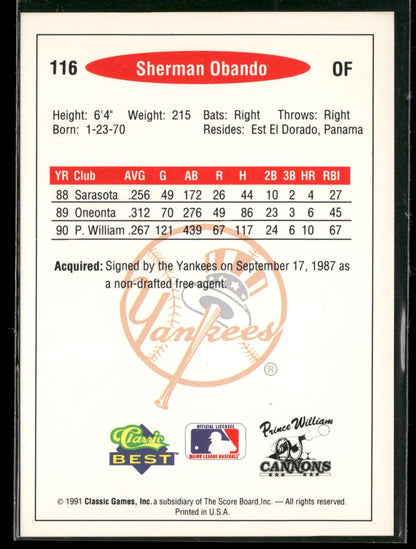 116 Sherman Obando OF
Height: 6'4" Weight: 215 Bats: Right Throws: Right
Born: 1-23-70 Resides: Est El Dorado, Panama
YR Club AVG G AB R H 2B 3B HR RBI
88 Sarasota .256 49 172 26 44 10 2 4 27
89 Oneonta .312 70 276 49 86 23 3 6 45
90 P. William .267 121 439 67 117 24 6 10 67
Acquired: Signed by the Yankees on September 17, 1987 as
a non-drafted free agent.
Yankees
®
Classic
BEST
OFFICIAL LICENSEE
MAJOR LEAGUE BASEBALL
Prince William
CANNONS
© 1991 Classic Games, Inc. a subsidiary of The Score Board, Inc. — All rights reserved.
Printed in U.S.A.